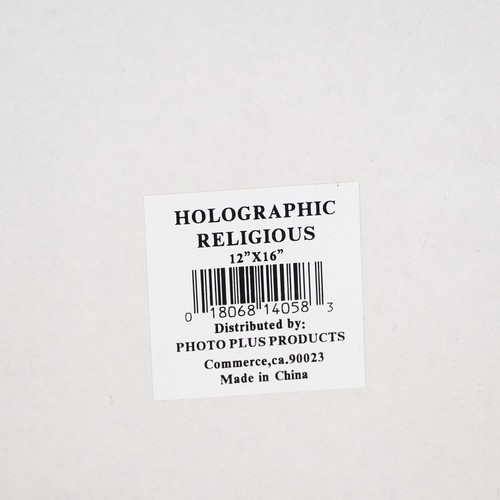 HOLOGRAPHIC
RELIGIOUS
12"X16"
0 18068 14058 3
Distributed by:
PHOTO PLUS PRODUCTS
Commerce,ca.90023
Made in China